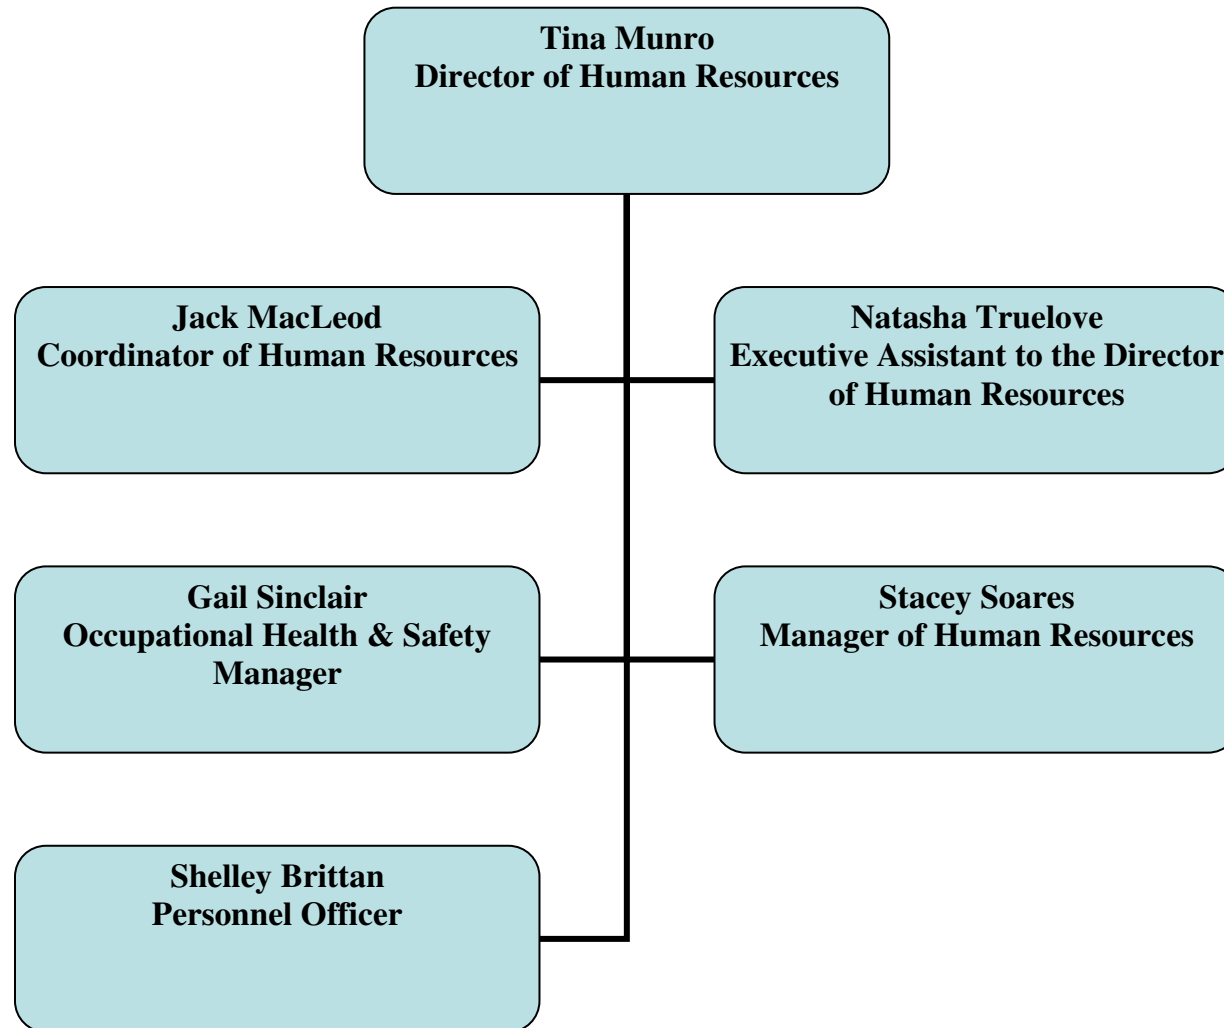 Tina Munro
Director of Human Resources
Jack MacLeod
Coordinator of Human Resources
Natasha Truelove
Executive Assistant to the Director
of Human Resources
Gail Sinclair
Occupational Health & Safety
Manager
Stacey Soares
Manager of Human Resources
Shelley Brittan
Personnel Officer